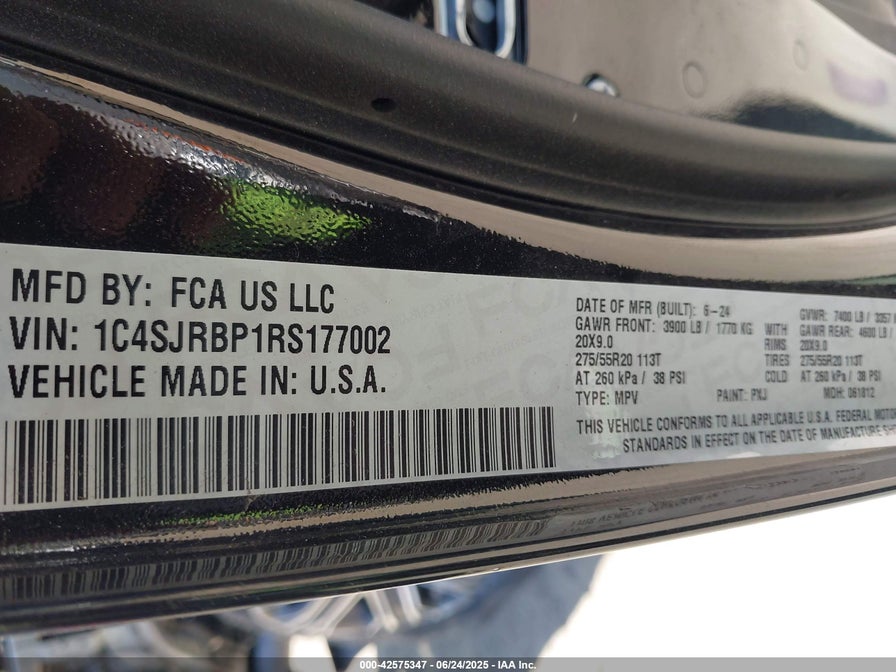 MFD BY: FCA US LLC
VIN: 1C4SJRBP1RS177002
VEHICLE MADE IN: U.S.A.
DATE OF MFR (BUILT): 6-24
GVWR: 7400 LB / 3357
GAWR FRONT: 3900 LB / 1770 KG WITH GAWR REAR: 4600 LB /
20X9.0 RIMS 20X9.0
275/55R20 113T TIRES 275/55R20 113T
AT 260 kPa / 38 PSI COLD AT 260 kPa / 38 PSI
TYPE: MPV PAINT: PXJ MDH: 061812
THIS VEHICLE CONFORMS TO ALL APPLICABLE U.S.A. FEDERAL
STANDARDS IN EFFECT ON THE DATE OF MANUFACTURE
000-42575347 - 06/24/2025 - IAA Inc.